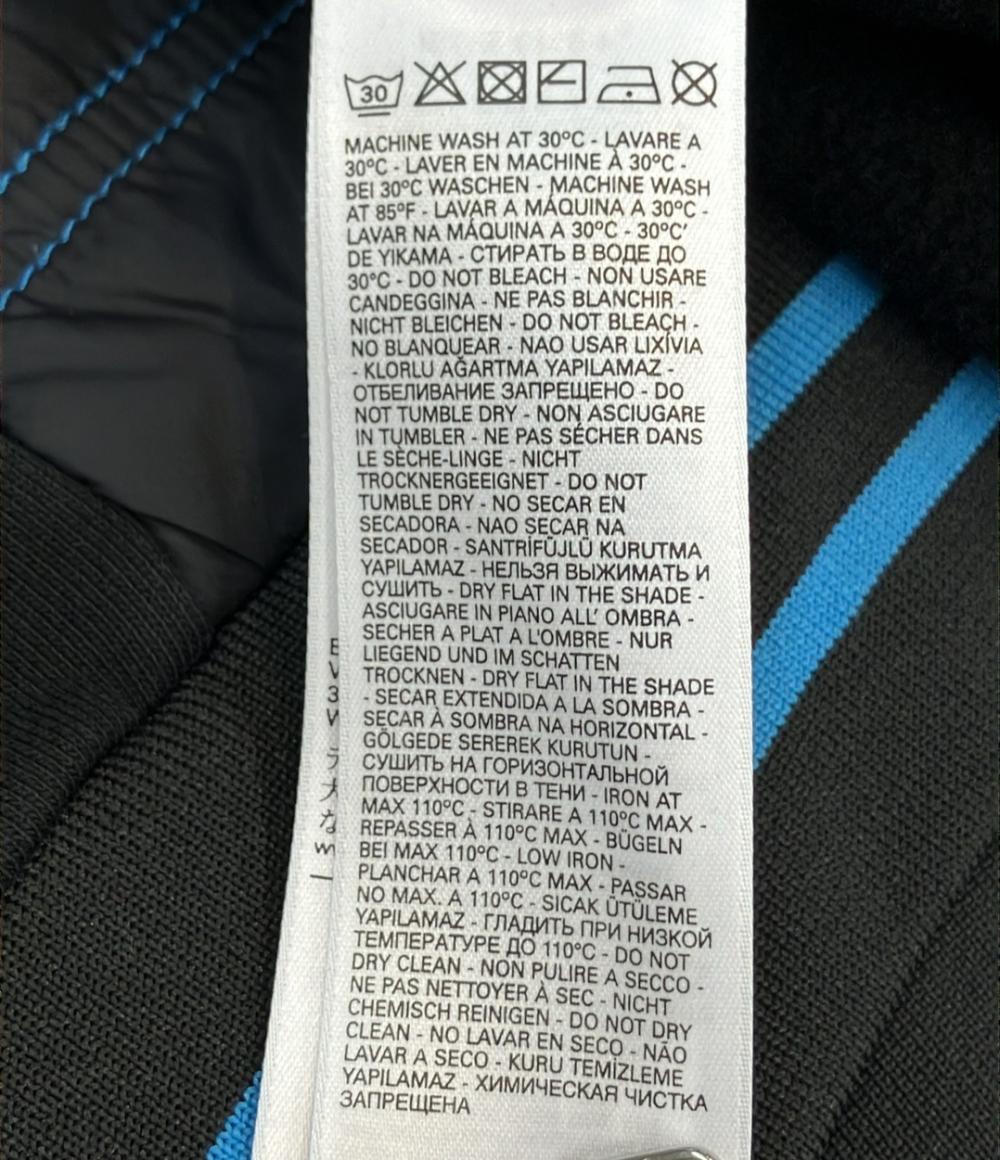 30
MACHINE WASH AT 30°C - LAVARE A
30°C - LAVER EN MACHINE À 30°C -
BEI 30°C WASCHEN - MACHINE WASH
AT 85°F - LAVAR A MÁQUINA A 30°C -
LAVAR NA MÁQUINA A 30°C - 30°C'
DE YIKAMA - СТИРАТЬ В ВОДЕ ДО
30°C - DO NOT BLEACH - NON USARE
CANDEGGINA - NE PAS BLANCHIR -
NICHT BLEICHEN - DO NOT BLEACH -
NO BLANQUEAR - NAO USAR LIXÍVIA
- KLORLU AĞARTMA YAPILAMAZ -
ОТБЕЛИВАНИЕ ЗАПРЕЩЕНО - DO
NOT TUMBLE DRY - NON ASCIUGARE
IN TUMBLER - NE PAS SÉCHER DANS
LE SÈCHE-LINGE - NICHT
TROCKNERGEEIGNET - DO NOT
TUMBLE DRY - NO SECAR EN
SECADORA - NAO SECAR NA
SECADOR - SANTRİFÜJLÜ KURUTMA
YAPILAMAZ - НЕЛЬЗЯ ВЫЖИМАТЬ И
СУШИТЬ - DRY FLAT IN THE SHADE -
ASCIUGARE IN PIANO ALL' OMBRA -
SECHER A PLAT A L'OMBRE - NUR
LIEGEND UND IM SCHATTEN
TROCKNEN - DRY FLAT IN THE SHADE
- SECAR EXTENDIDA A LA SOMBRA -
SECAR À SOMBRA NA HORIZONTAL -
GÖLGEDE SEREREK KURUTUN -
СУШИТЬ НА ГОРИЗОНТАЛЬНОЙ
ПОВЕРХНОСТИ В ТЕНИ - IRON AT
MAX 110°C - STIRARE A 110°C MAX -
REPASSER À 110°C MAX - BÜGELN
BEI MAX 110°C - LOW IRON -
PLANCHAR A 110°C MAX - PASSAR
NO MAX. A 110°C - SICAK ÜTÜLEME
YAPILAMAZ - ГЛАДИТЬ ПРИ НИЗКОЙ
ТЕМПЕРАТУРЕ ДО 110°C - DO NOT
DRY CLEAN - NON PULIRE A SECCO -
NE PAS NETTOYER À SEC - NICHT
CHEMISCH REINIGEN - DO NOT DRY
CLEAN - NO LAVAR EN SECO - NÃO
LAVAR A SECO - KURU TEMİZLEME
YAPILAMAZ - ХИМИЧЕСКАЯ ЧИСТКА
ЗАПРЕЩЕНА